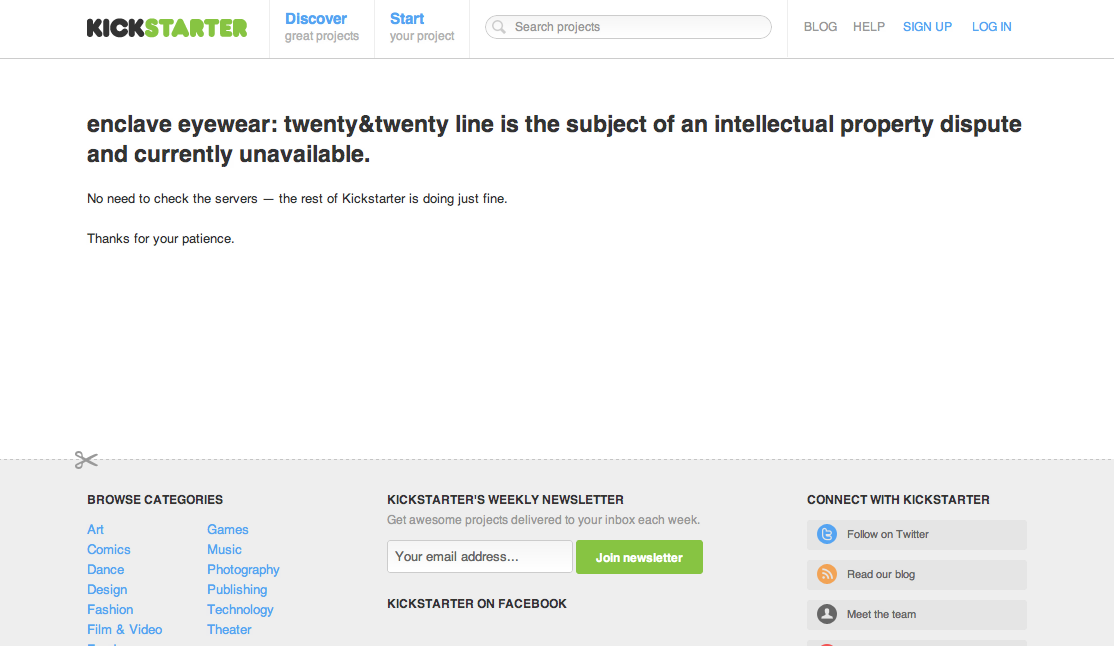 KICKSTARTER
Discover
great projects
Start
your project
Search projects
BLOG HELP SIGN UP LOG IN
enclave eyewear: twenty&twenty line is the subject of an intellectual property dispute
and currently unavailable.
No need to check the servers — the rest of Kickstarter is doing just fine.
Thanks for your patience.
BROWSE CATEGORIES
Art
Comics
Dance
Design
Fashion
Film & Video
Games
Music
Photography
Publishing
Technology
Theater
KICKSTARTER'S WEEKLY NEWSLETTER
Get awesome projects delivered to your inbox each week.
Your email address...
Join newsletter
KICKSTARTER ON FACEBOOK
CONNECT WITH KICKSTARTER
Follow on Twitter
Read our blog
Meet the team